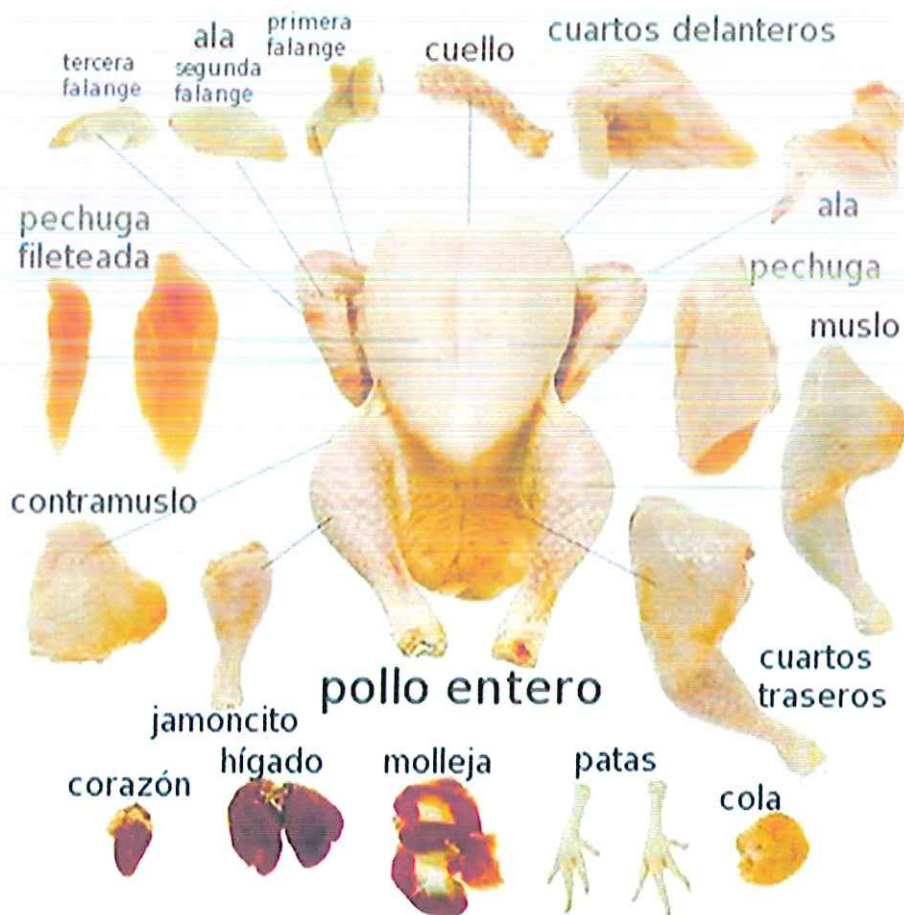 tercera
falange
ala
segunda
falange
primera
falange
cuello
cuartos delanteros
ala
pechuga
fileteada
pechuga
muslo
contramuslo
jamoncito
pollo entero
cuartos
traseros
corazón
hígado
molleja
patas
cola